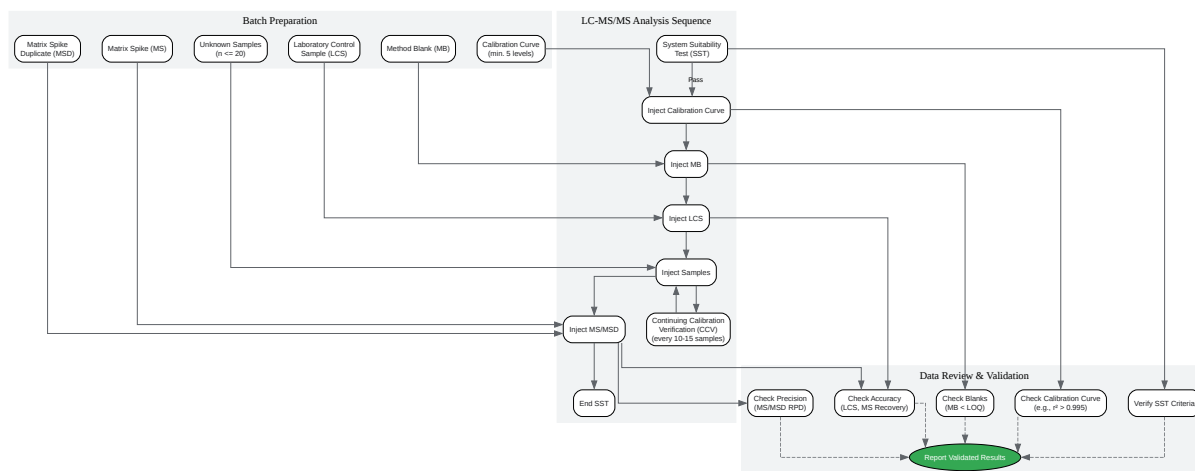 Batch Preparation
LC-MS/MS Analysis Sequence
Matrix Spike
Duplicate (MSD)
Matrix Spike (MS)
Unknown Samples
(n <= 20)
Laboratory Control
Sample (LCS)
Method Blank (MB)
Calibration Curve
(min. 5 levels)
System Suitability
Test (SST)
Pass
Inject Calibration Curve
Inject MB
Inject LCS
Inject Samples
Inject MS/MSD
Continuing Calibration
Verification (CCV)
(every 10-15 samples)
Data Review & Validation
End SST
Check Precision
(MS/MSD RPD)
Check Accuracy
(LCS, MS Recovery)
Check Blanks
(MB < LOQ)
Check Calibration Curve
(e.g., r² > 0.995)
Verify SST Criteria
Report Validated Results